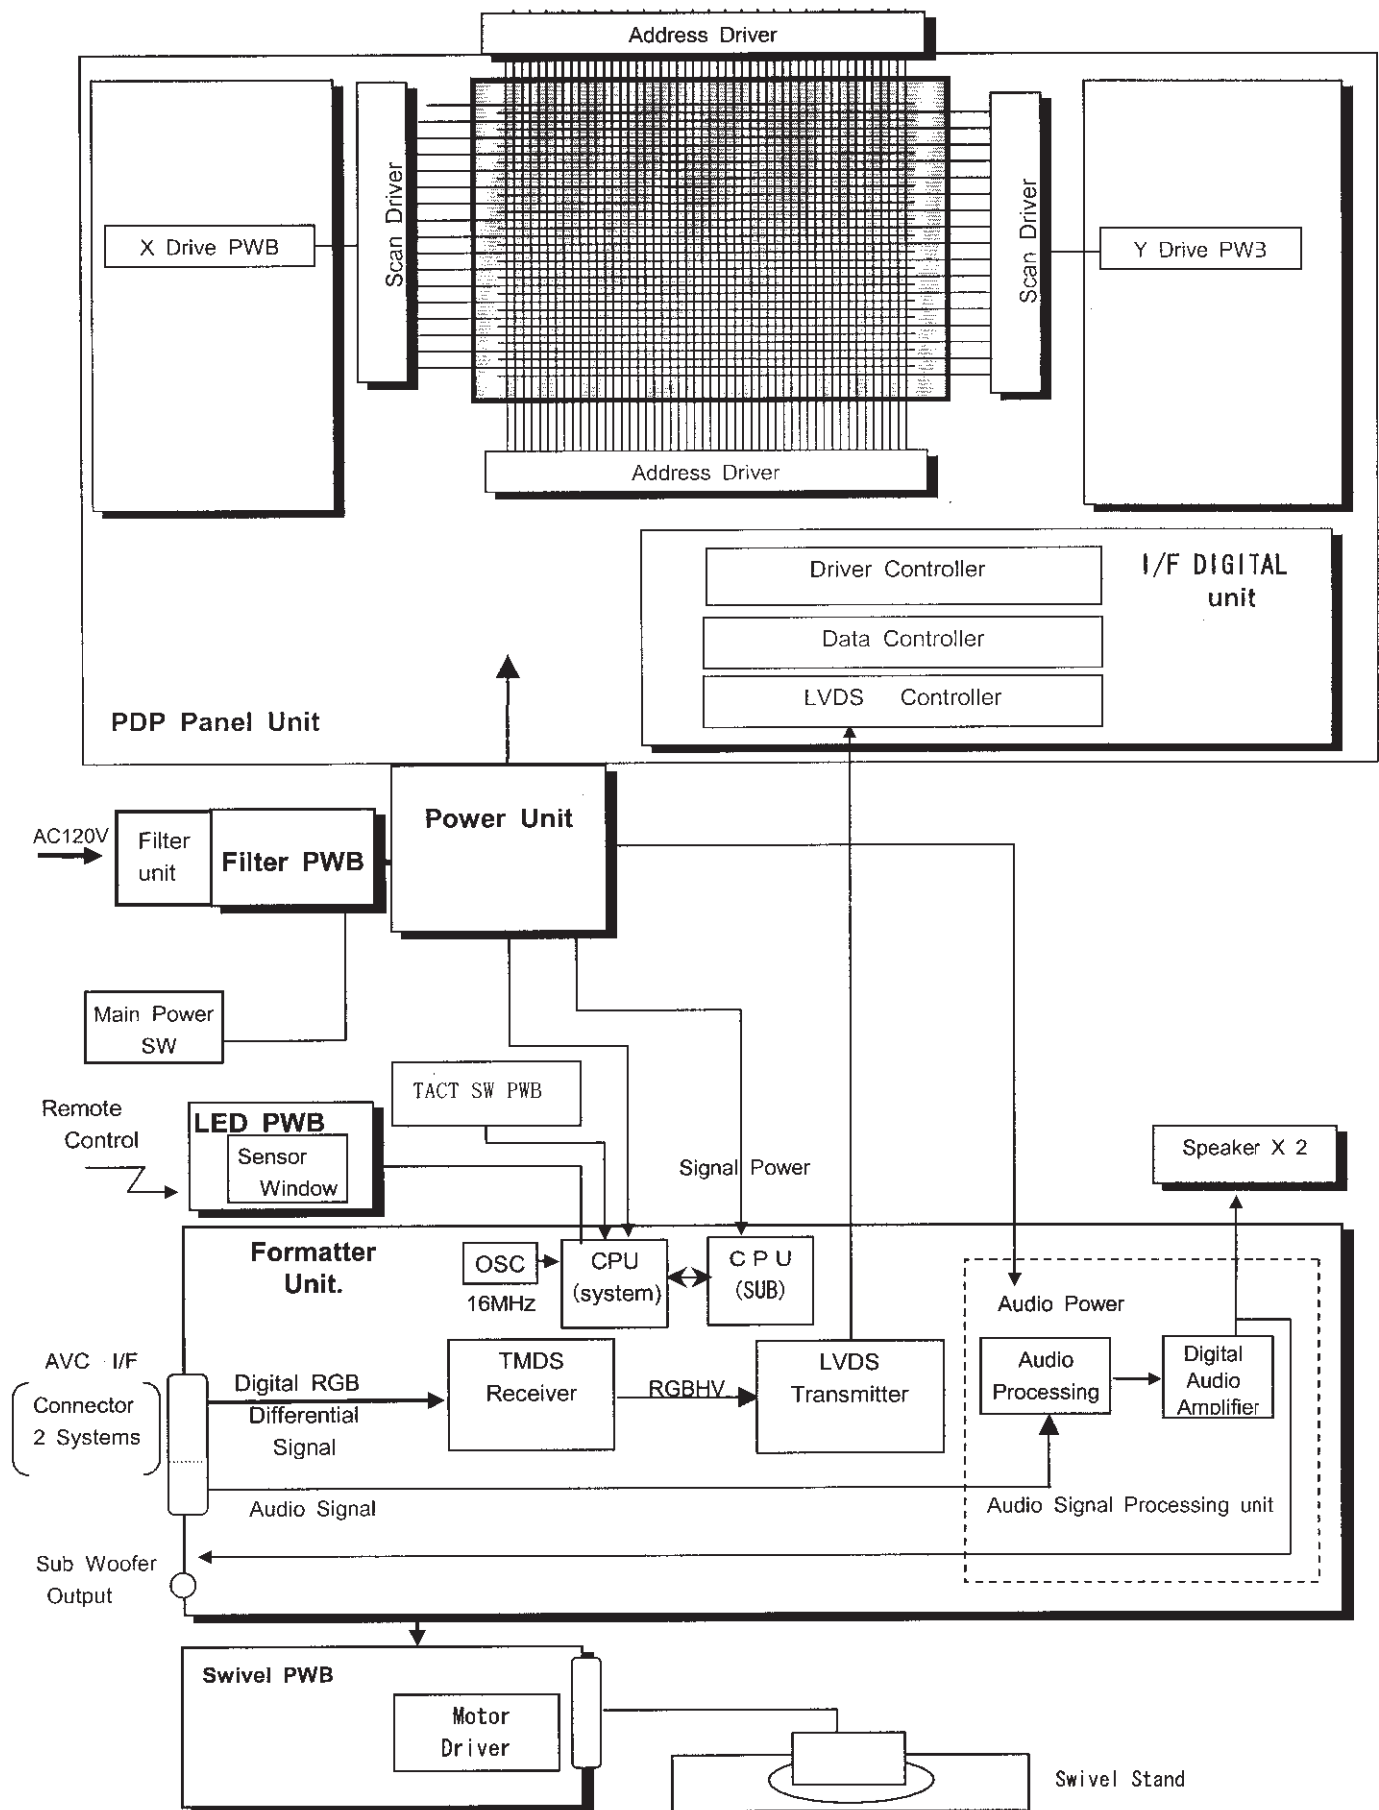 Address Driver
X Drive PWB
Scan Driver
Scan Driver
Y Drive PWB
Address Driver
I/F DIGITAL
unit
Driver Controller
Data Controller
LVDS Controller
PDP Panel Unit
Power Unit
AC120V
Filter
unit
Filter PWB
Main Power
SW
TACT SW PWB
Remote
Control
LED PWB
Sensor
Window
Signal Power
Speaker X 2
Formatter
Unit.
OSC
16MHz
CPU
(system)
C P U
(SUB)
Audio Power
AVC I/F
Connector
2 Systems
Digital RGB
Differential
Signal
TMDS
Receiver
RGBHV
LVDS
Transmitter
Audio
Processing
Digital
Audio
Amplifier
Audio Signal
Audio Signal Processing unit
Sub Woofer
Output
Swivel PWB
Motor
Driver
Swivel Stand